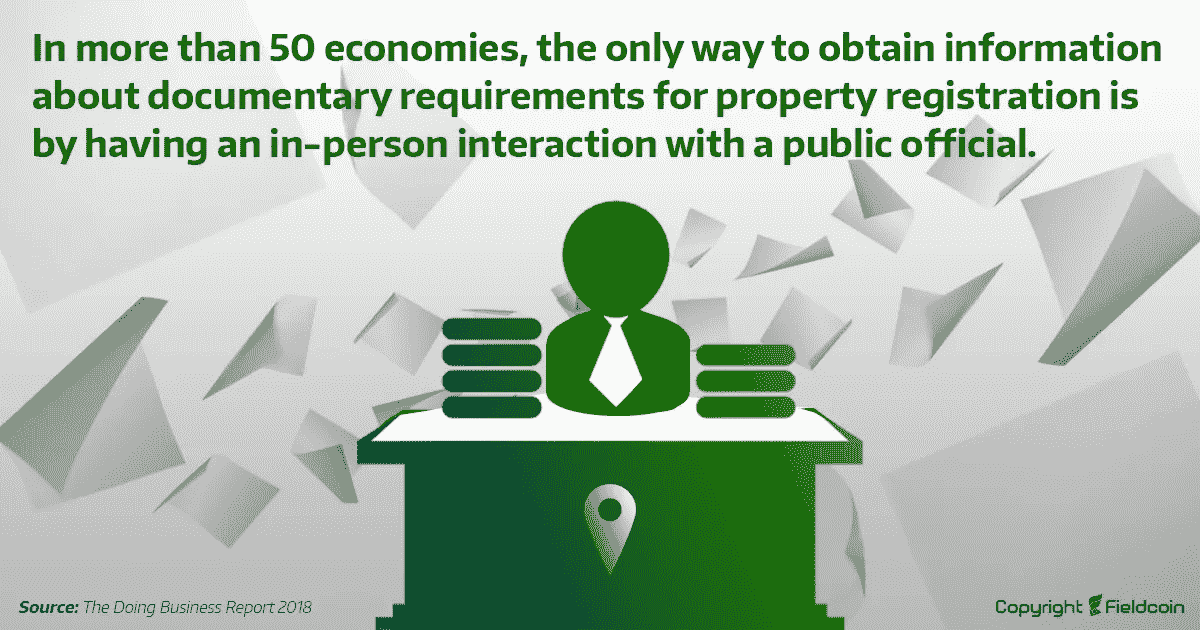 In more than 50 economies, the only way to obtain information
about documentary requirements for property registration is
by having an in-person interaction with a public official.
Source: The Doing Business Report 2018
Copyright Fieldcoin